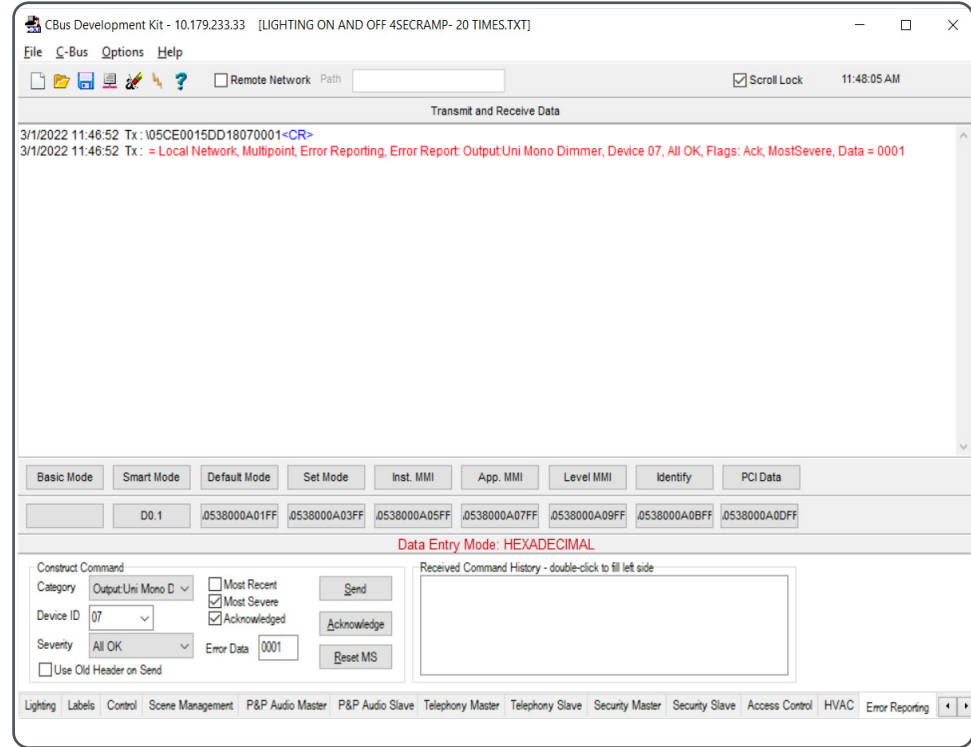 CBus Development Kit - 10.179.233.33 [LIGHTING ON AND OFF 4SECRAMP- 20 TIMES.TXT]
File C-Bus Options Help
Remote Network Path Scroll Lock 11:48:05 AM
Transmit and Receive Data
3/1/2022 11:46:52 Tx : \05CE0015DD18070001<CR>
3/1/2022 11:46:52 Tx : = Local Network, Multipoint, Error Reporting, Error Report: Output:Uni Mono Dimmer, Device 07, All OK, Flags: Ack, MostSevere, Data = 0001
Basic Mode Smart Mode Default Mode Set Mode Inst. MMI App. MMI Level MMI Identify PCI Data
D0.1 .0538000A01FF .0538000A03FF .0538000A05FF .0538000A07FF .0538000A09FF .0538000A0BFF .0538000A0DFF
Data Entry Mode: HEXADECIMAL
Construct Command Received Command History - double-click to fill left side
Category Output:Uni Mono D Most Recent Send
Most Severe
Device ID 07 Acknowledged Acknowledge
Severity All OK Error Data 0001 Reset MS
Use Old Header on Send
Lighting Labels Control Scene Management P&P Audio Master P&P Audio Slave Telephony Master Telephony Slave Security Master Security Slave Access Control HVAC Error Reporting